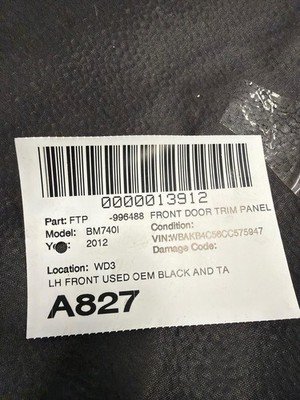 0000013912
Part: FTP -996488 FRONT DOOR TRIM PANEL
Model: BM740I Condition:
Year: 2012 VIN:WBAKB4C56CC575947
Damage Code:
Location: WD3
LH FRONT USED OEM BLACK AND TA
A827